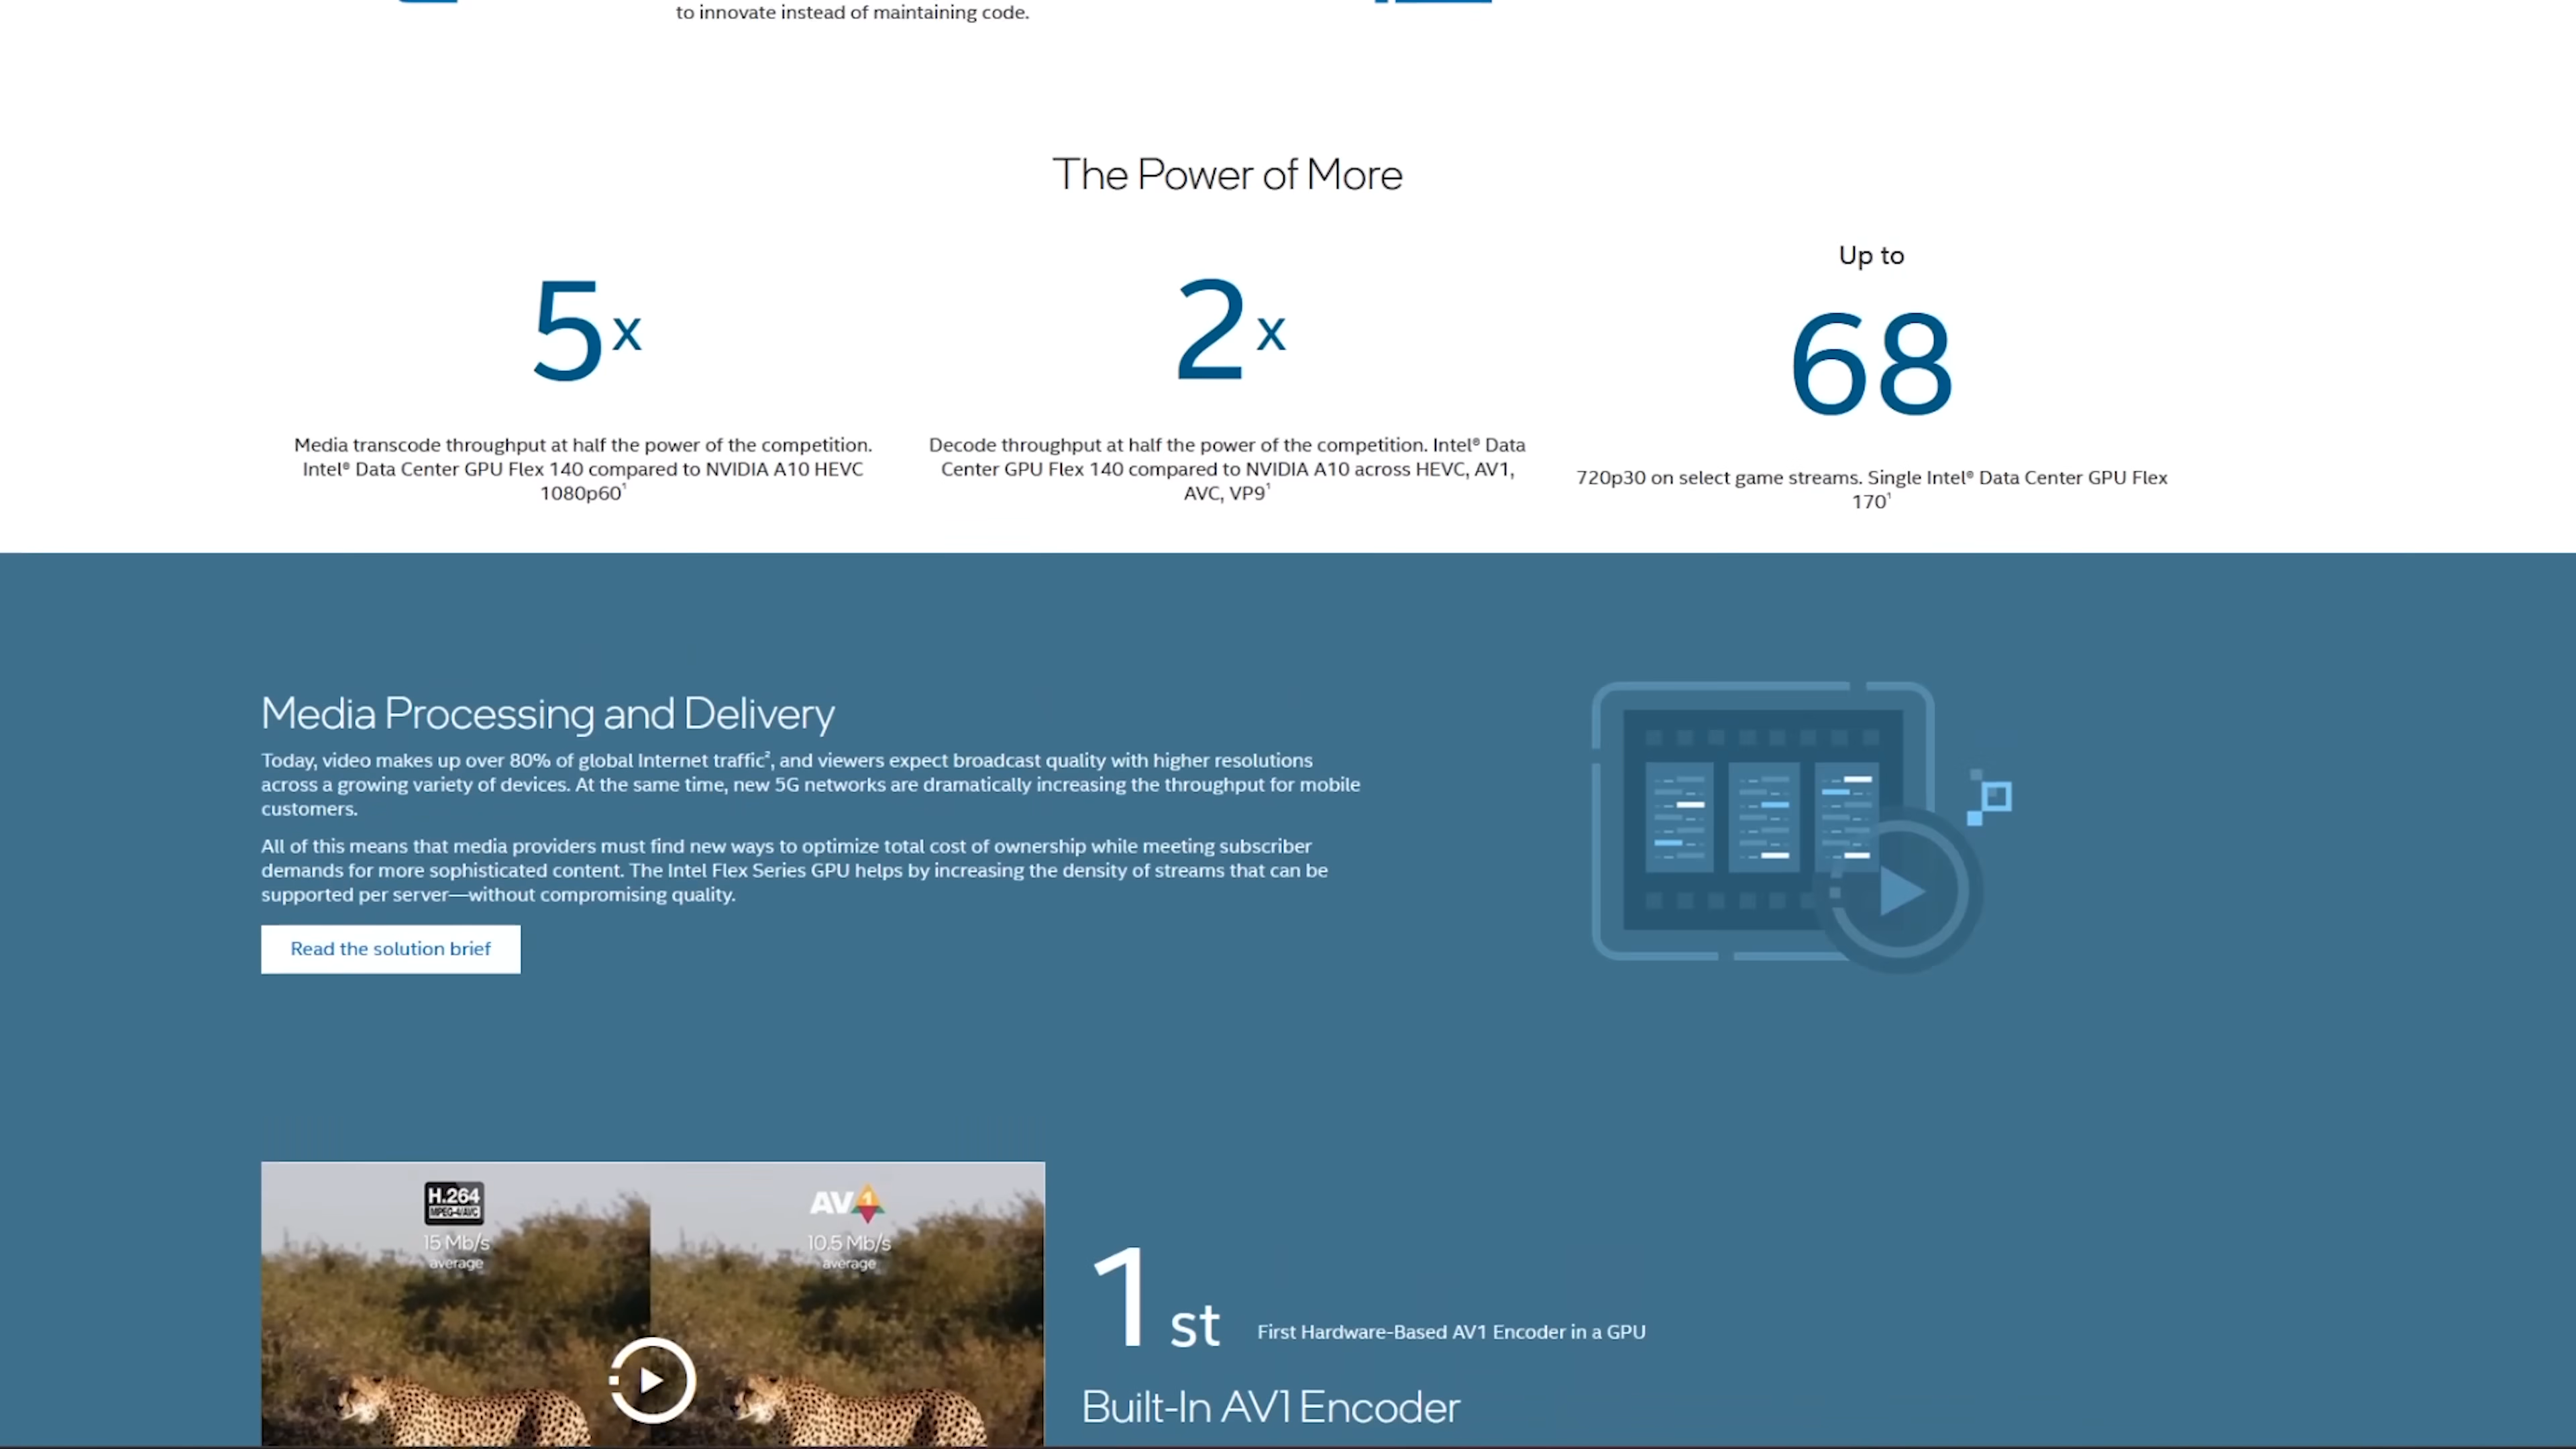 to innovate instead of maintaining code.
The Power of More
5x
Media transcode throughput at half the power of the competition.
Intel® Data Center GPU Flex 140 compared to NVIDIA A10 HEVC
1080p60¹
2x
Decode throughput at half the power of the competition. Intel® Data
Center GPU Flex 140 compared to NVIDIA A10 across HEVC, AV1,
AVC, VP9¹
Up to
68
720p30 on select game streams. Single Intel® Data Center GPU Flex
170¹
Media Processing and Delivery
Today, video makes up over 80% of global Internet traffic², and viewers expect broadcast quality with higher resolutions
across a growing variety of devices. At the same time, new 5G networks are dramatically increasing the throughput for mobile
customers.
All of this means that media providers must find new ways to optimize total cost of ownership while meeting subscriber
demands for more sophisticated content. The Intel Flex Series GPU helps by increasing the density of streams that can be
supported per server—without compromising quality.
Read the solution brief
H.264
MPEG-4/AVC
15 Mb/s
average
AV1
10.5 Mb/s
average
1st
First Hardware-Based AV1 Encoder in a GPU
Built-In AV1 Encoder